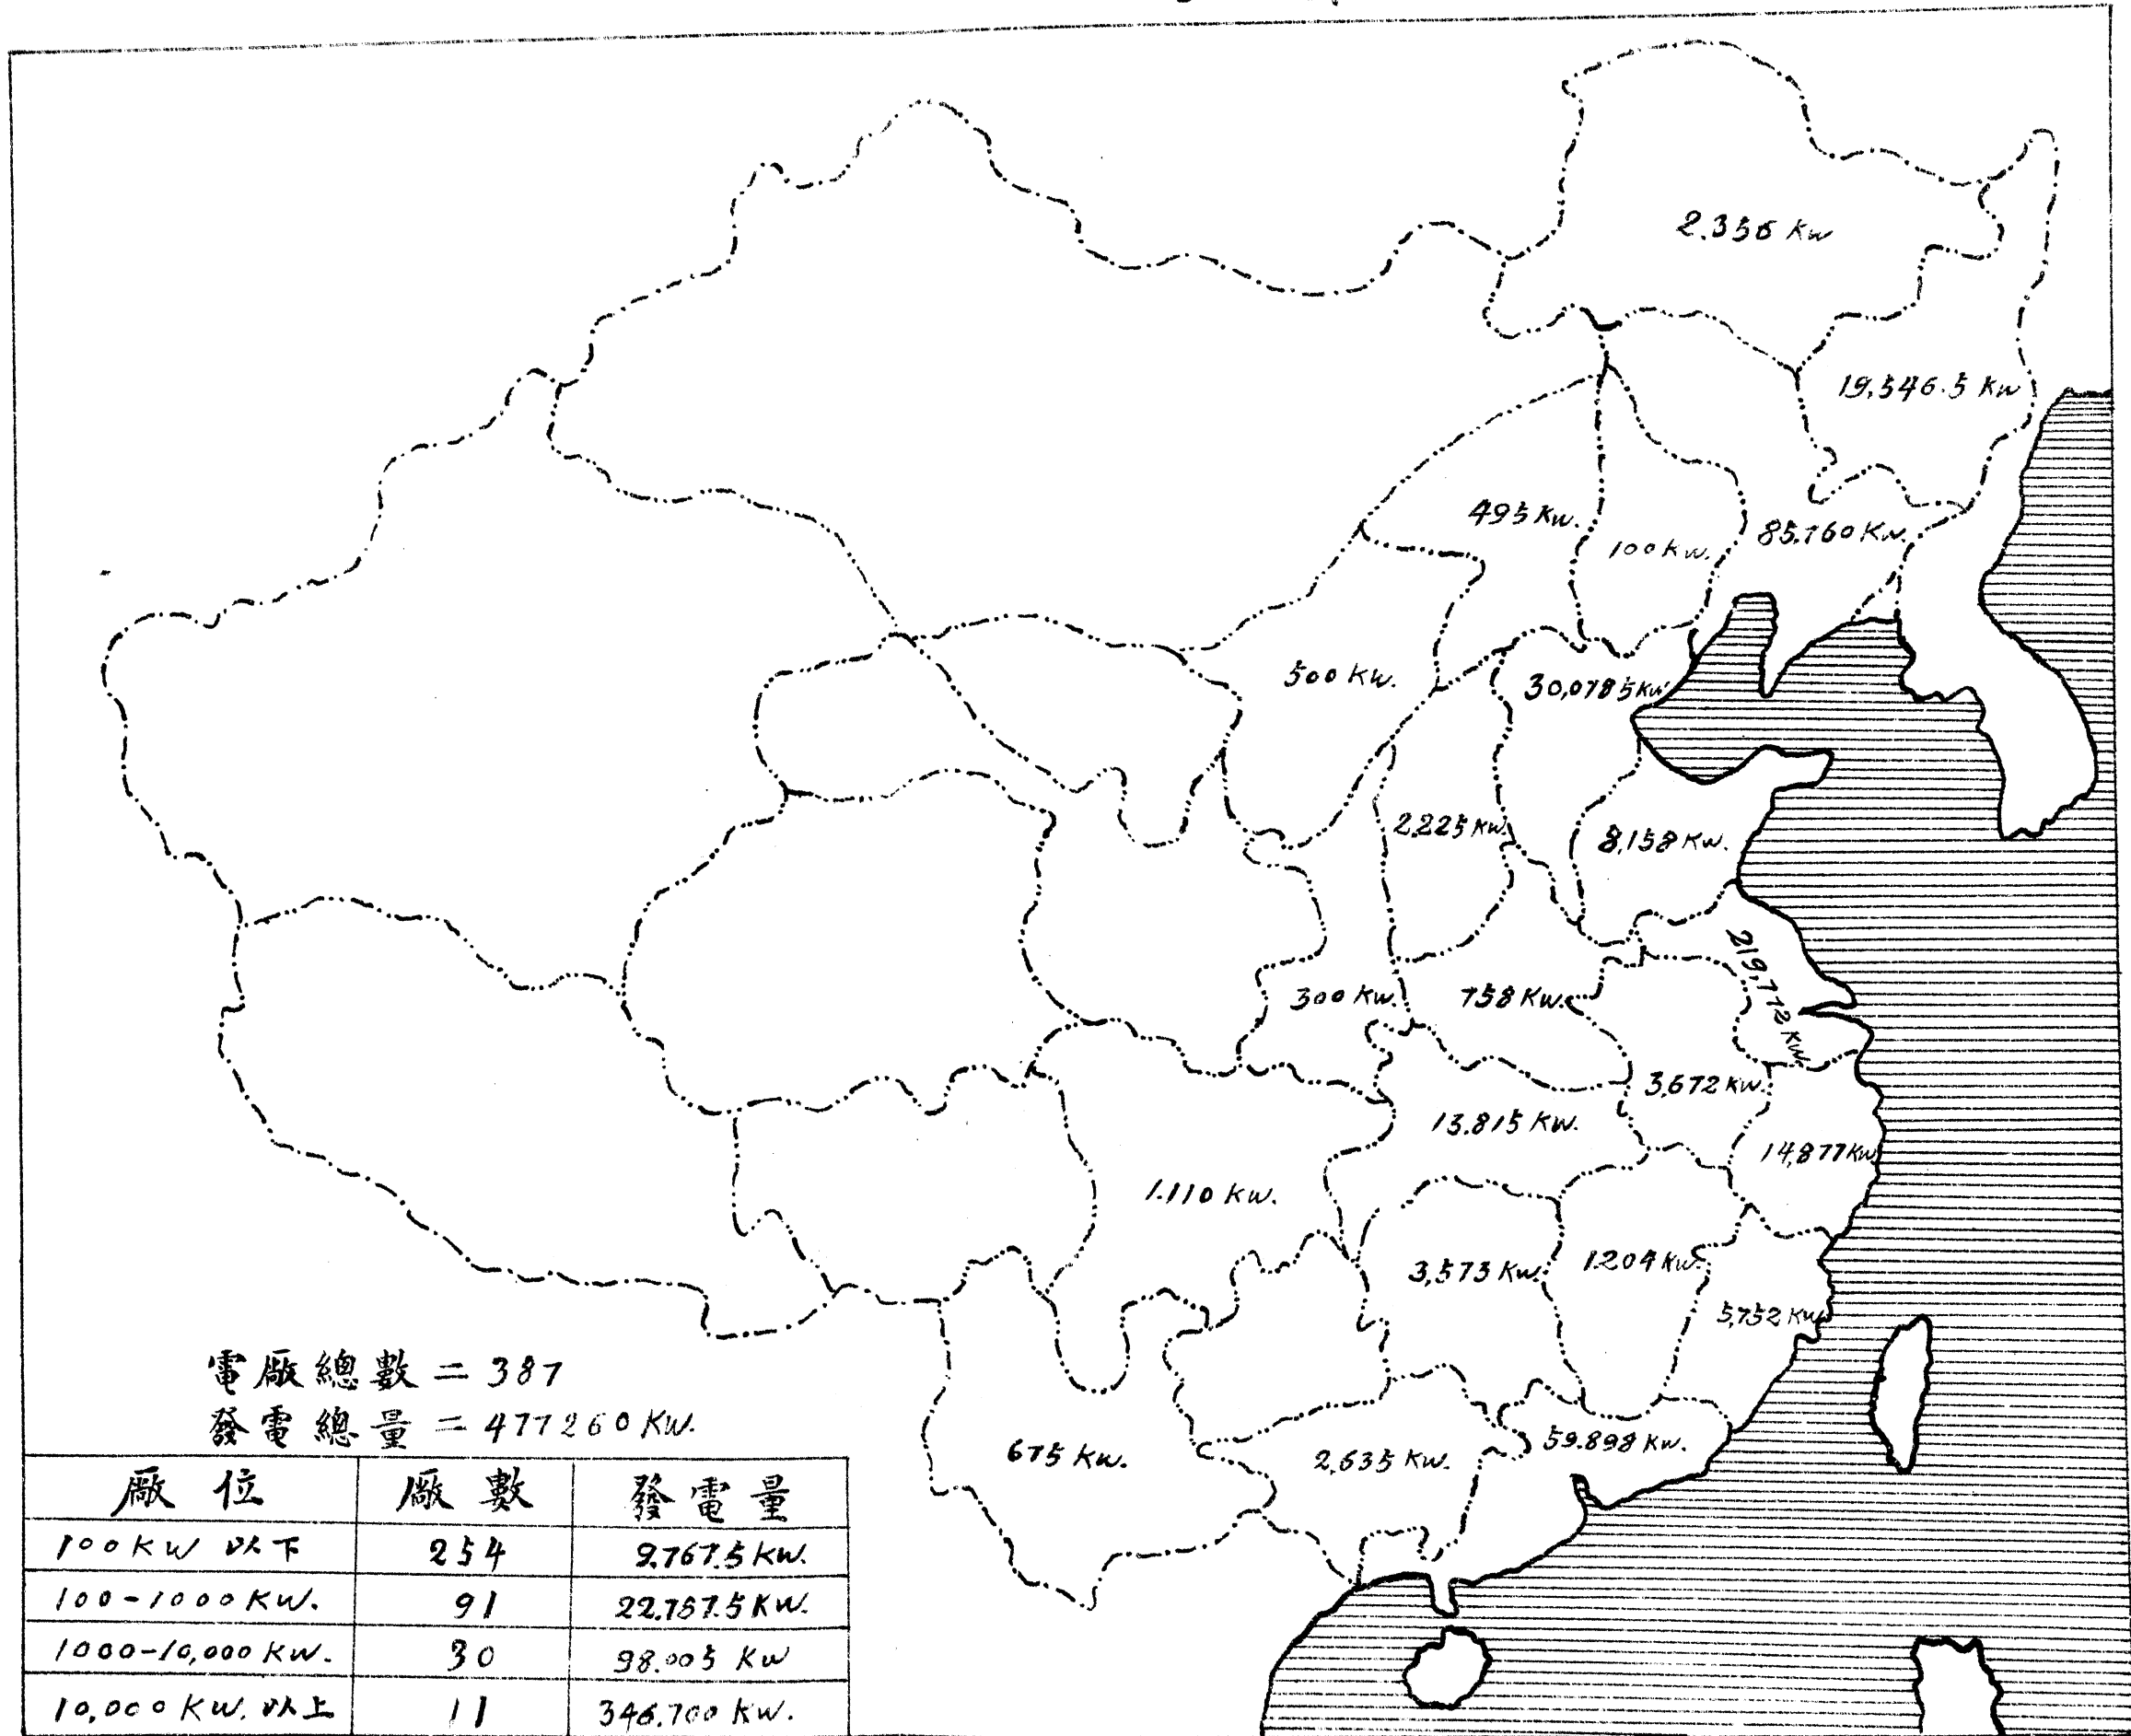 2.356 Kw
19,546.5 Kw
495 Kw.
100 Kw.
85.760 Kw.
500 Kw.
30,078 5 Kw
2.225 Kw.
8,158 Kw.
219,772 Kw
300 Kw.
758 Kw.
3,672 Kw.
13.815 Kw.
14,877 Kw
1.110 Kw.
3,573 Kw.
1204 Kw.
5,752 Kw
675 Kw.
2,635 Kw.
59.898 Kw.
電廠總數 = 387
發電總量 = 477260 KW.
廠位 廠數 發電量
100 KW 以下 254 9.767.5 KW.
100-1000 KW. 91 22.757.5 KW.
1000-10,000 KW. 30 98.005 KW
10,000 KW. 以上 11 346.700 KW.